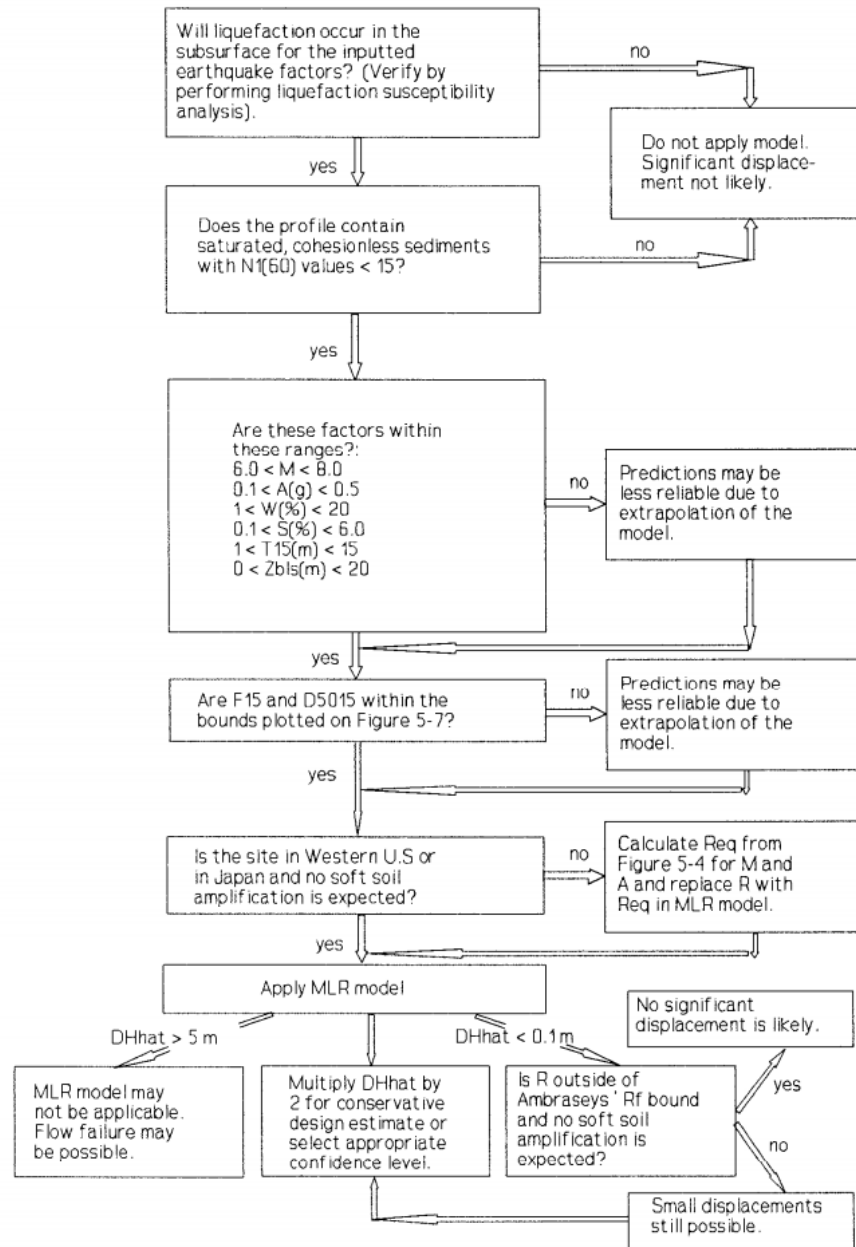 Will liquefaction occur in the
subsurface for the inputted
earthquake factors? (Verify by
performing liquefaction susceptibility
analysis).
no
Do not apply model.
Significant displace-
ment not likely.
yes
Does the profile contain
saturated, cohesionless sediments
with N1(60) values < 15?
no
yes
Are these factors within
these ranges?:
6.0 < M < 8.0
0.1 < A(g) < 0.5
1 < W(%) < 20
0.1 < S(%) < 6.0
1 < T15(m) < 15
0 < Zbls(m) < 20
no
Predictions may be
less reliable due to
extrapolation of the
model.
yes
Are F15 and D5015 within the
bounds plotted on Figure 5-7?
no
Predictions may be
less reliable due to
extrapolation of the
model.
yes
Is the site in Western U.S or
in Japan and no soft soil
amplification is expected?
no
Calculate Req from
Figure 5-4 for M and
A and replace R with
Req in MLR model.
yes
Apply MLR model
DHhat > 5 m
DHhat < 0.1 m
MLR model may
not be applicable.
Flow failure may
be possible.
Multiply DHhat by
2 for conservative
design estimate or
select appropriate
confidence level.
Is R outside of
Ambraseys' Rf bound
and no soft soil
amplification is
expected?
No significant
displacement is likely.
yes
no
Small displacements
still possible.